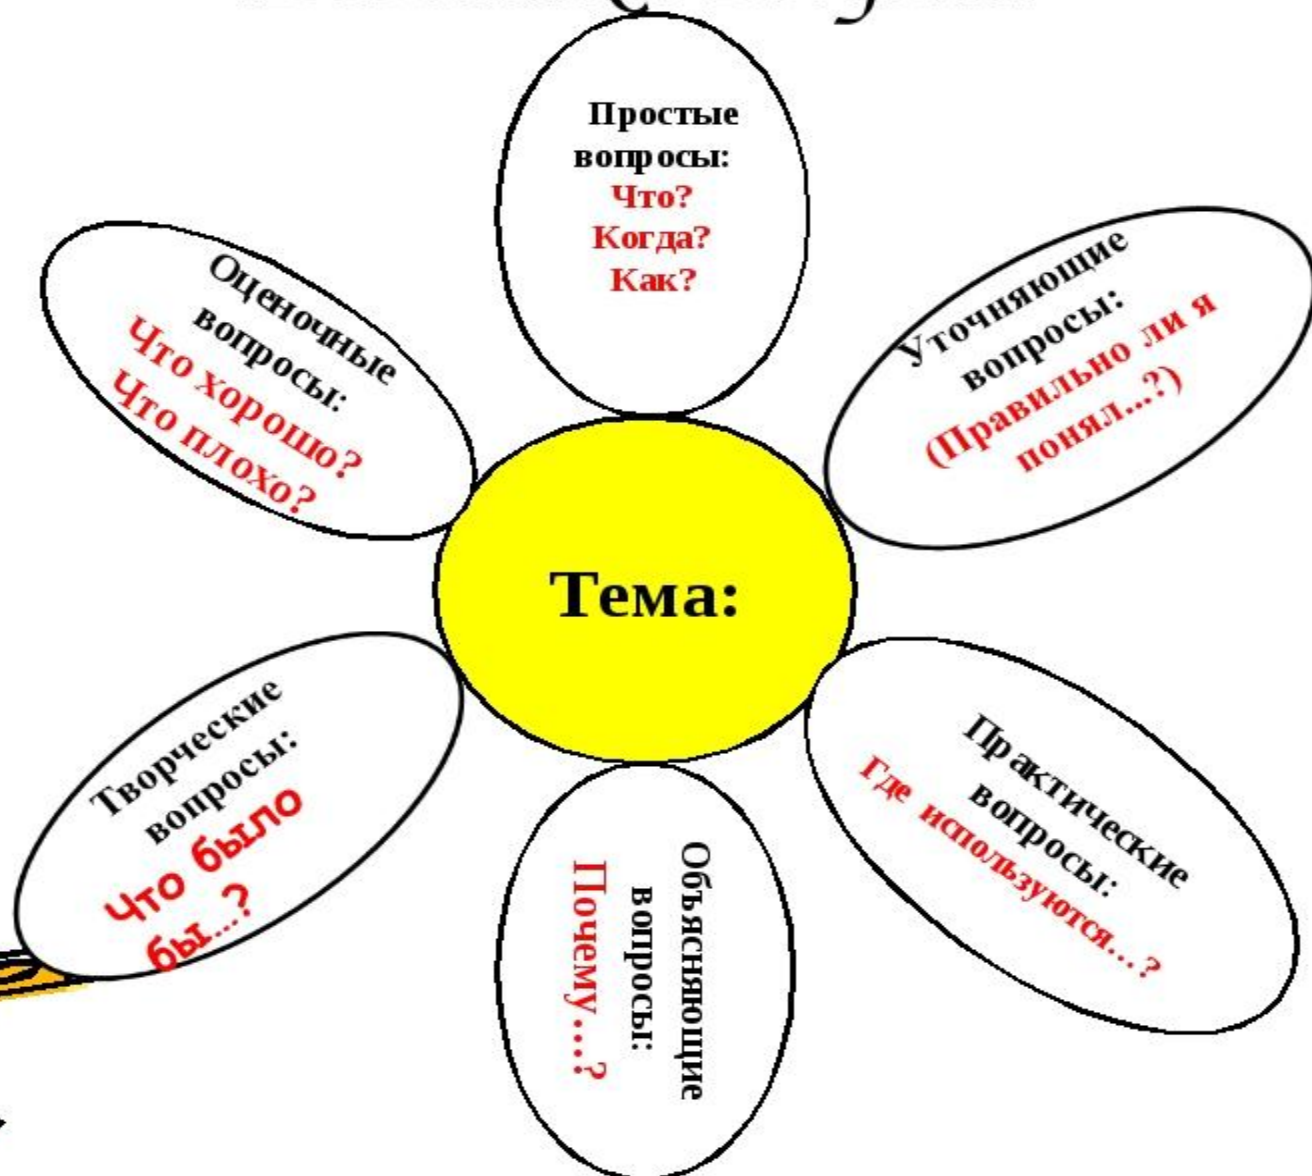 Простые
вопросы:
Что?
Когда?
Как?
Уточняющие
вопросы:
(Правильно ли я
понял...?)
Практические
вопросы:
Где используются...?
Объясняющие
вопросы:
Почему...?
Творческие
вопросы:
Что было
бы...?
Оценочные
вопросы:
Что хорошо?
Что плохо?
Тема: